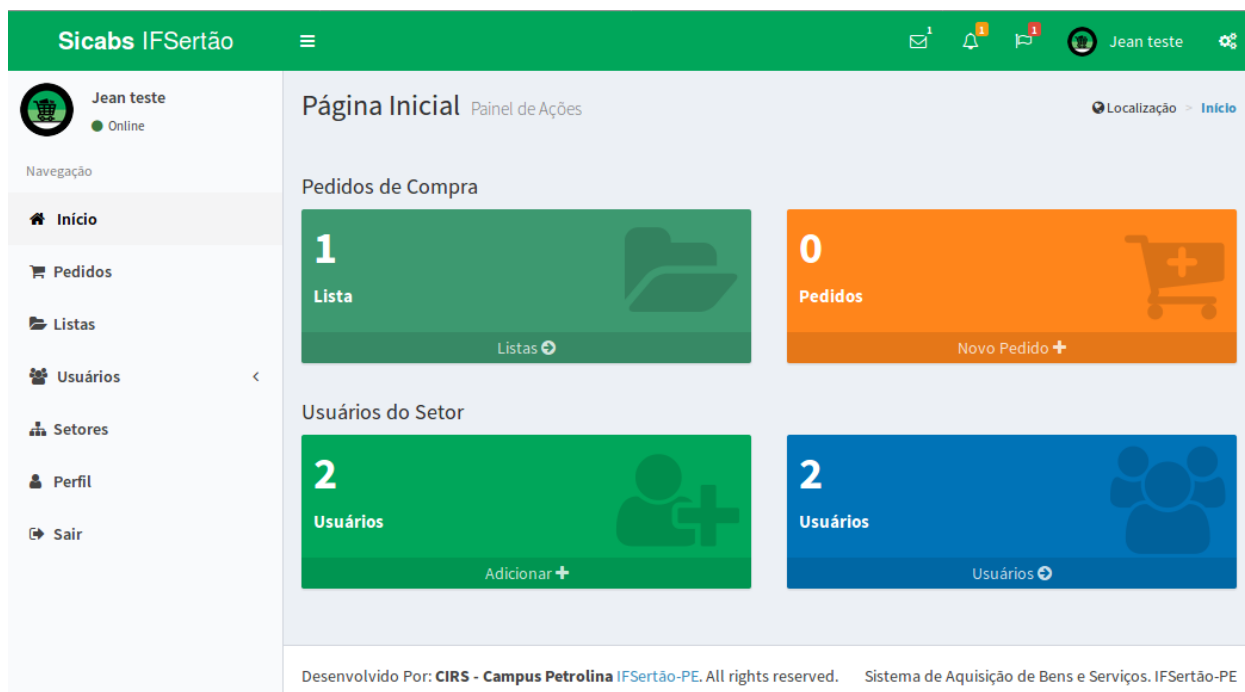 Sicabs IFSertão
1
1
1
Jean teste
Jean teste
Online
Navegação
Início
Pedidos
Listas
Usuários
Setores
Perfil
Sair
Página Inicial Painel de Ações
Localização > Início
Pedidos de Compra
1
Lista
Listas
0
Pedidos
Novo Pedido
Usuários do Setor
2
Usuários
Adicionar
2
Usuários
Usuários
Desenvolvido Por: CIRS - Campus Petrolina IFSertão-PE. All rights reserved. Sistema de Aquisição de Bens e Serviços. IFSertão-PE